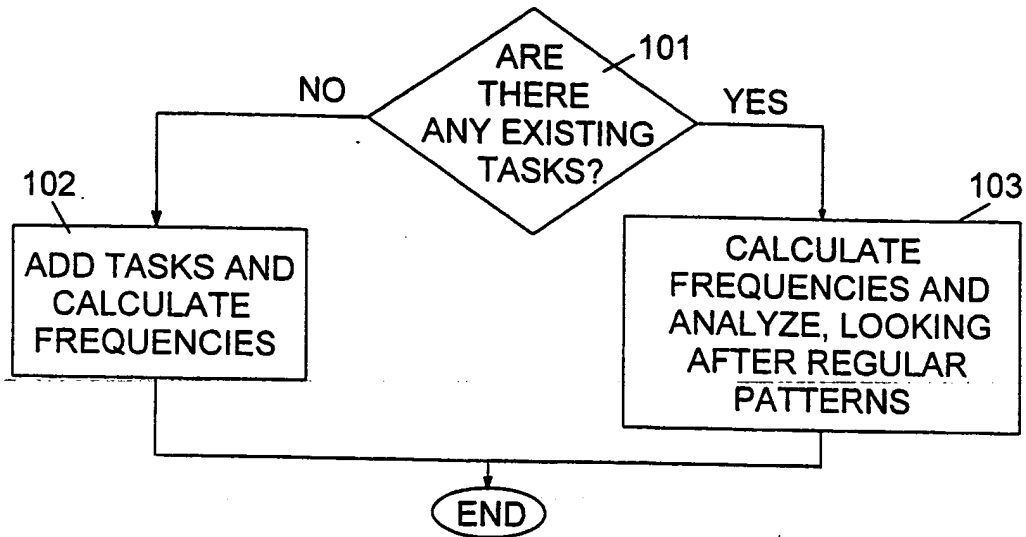 101
ARE
THERE
ANY EXISTING
TASKS?
NO
YES
102
ADD TASKS AND
CALCULATE
FREQUENCIES
103
CALCULATE
FREQUENCIES AND
ANALYZE, LOOKING
AFTER REGULAR
PATTERNS
END